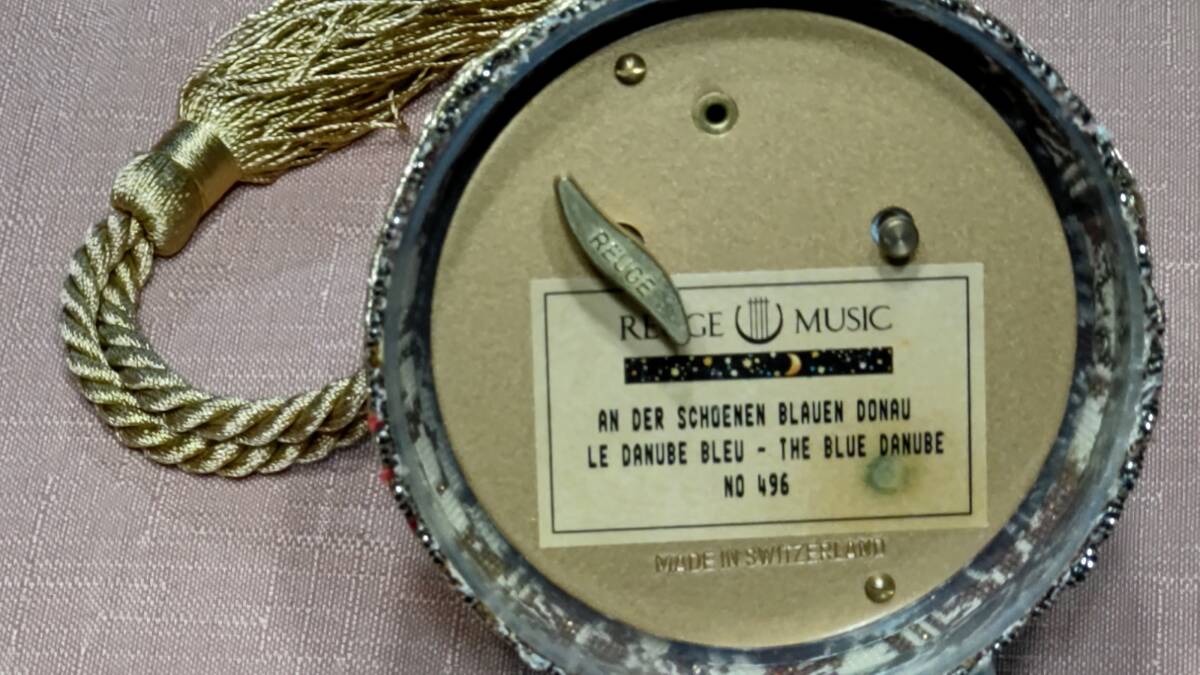 REUGE
REUGE MUSIC
AN DER SCHOENEN BLAUEN DONAU
LE DANUBE BLEU - THE BLUE DANUBE
NO 496
MADE IN SWITZERLAND